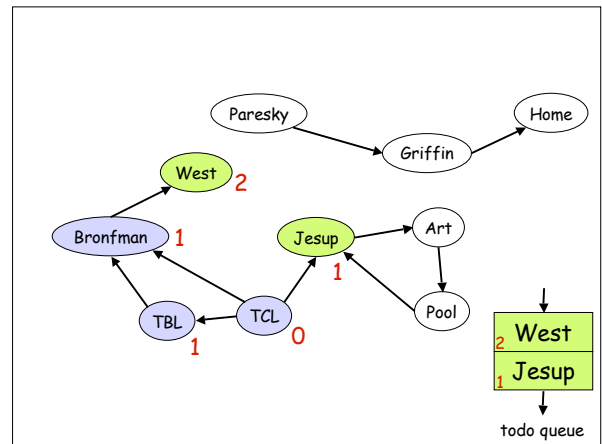 Paresky
Home
Griffin
West
2
Bronfman
1
Jesup
1
Art
TBL
1
TCL
0
Pool
2 West
1 Jesup
todo queue